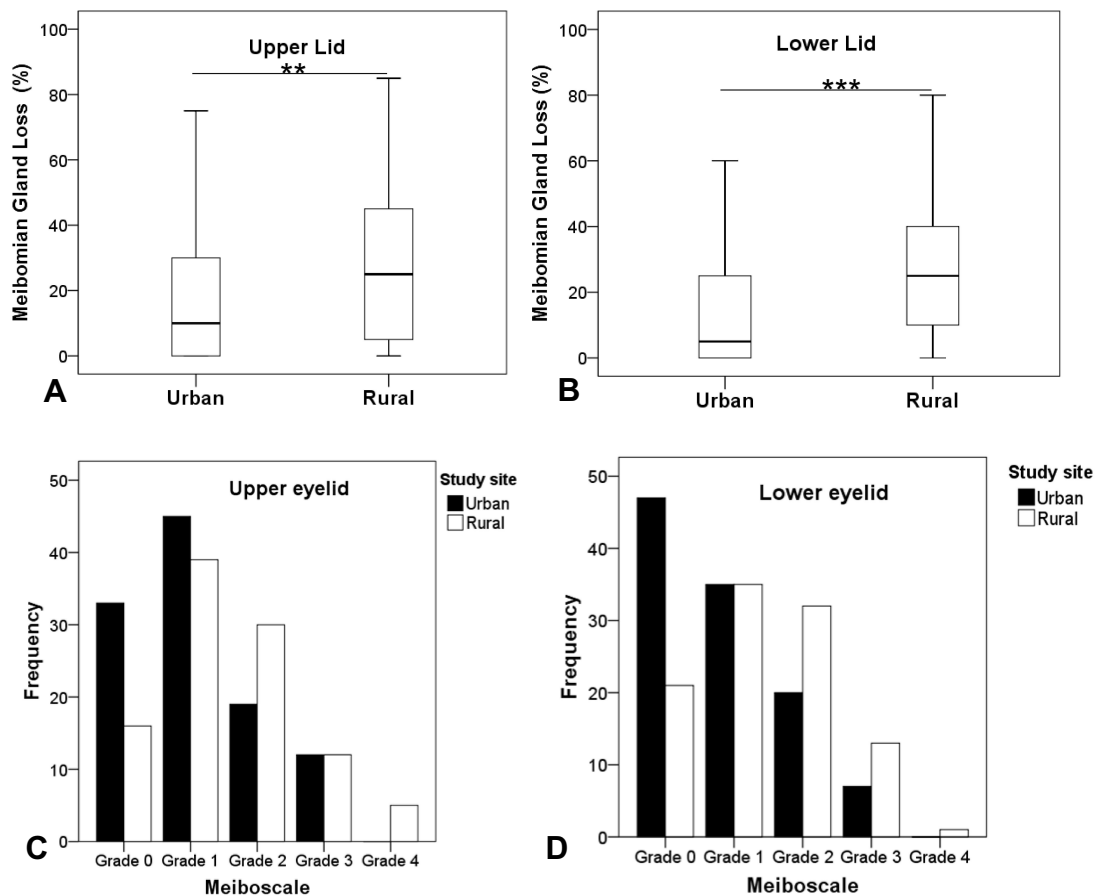 Upper Lid
**
Meibomian Gland Loss (%)
100
80
60
40
20
0
Urban Rural
A
Lower Lid
***
Meibomian Gland Loss (%)
100
80
60
40
20
0
Urban Rural
B
Upper eyelid
Study site
Urban
Rural
Frequency
50
40
30
20
10
0
Grade 0 Grade 1 Grade 2 Grade 3 Grade 4
Meiboscale
C
Lower eyelid
Study site
Urban
Rural
Frequency
50
40
30
20
10
0
Grade 0 Grade 1 Grade 2 Grade 3 Grade 4
Meiboscale
D